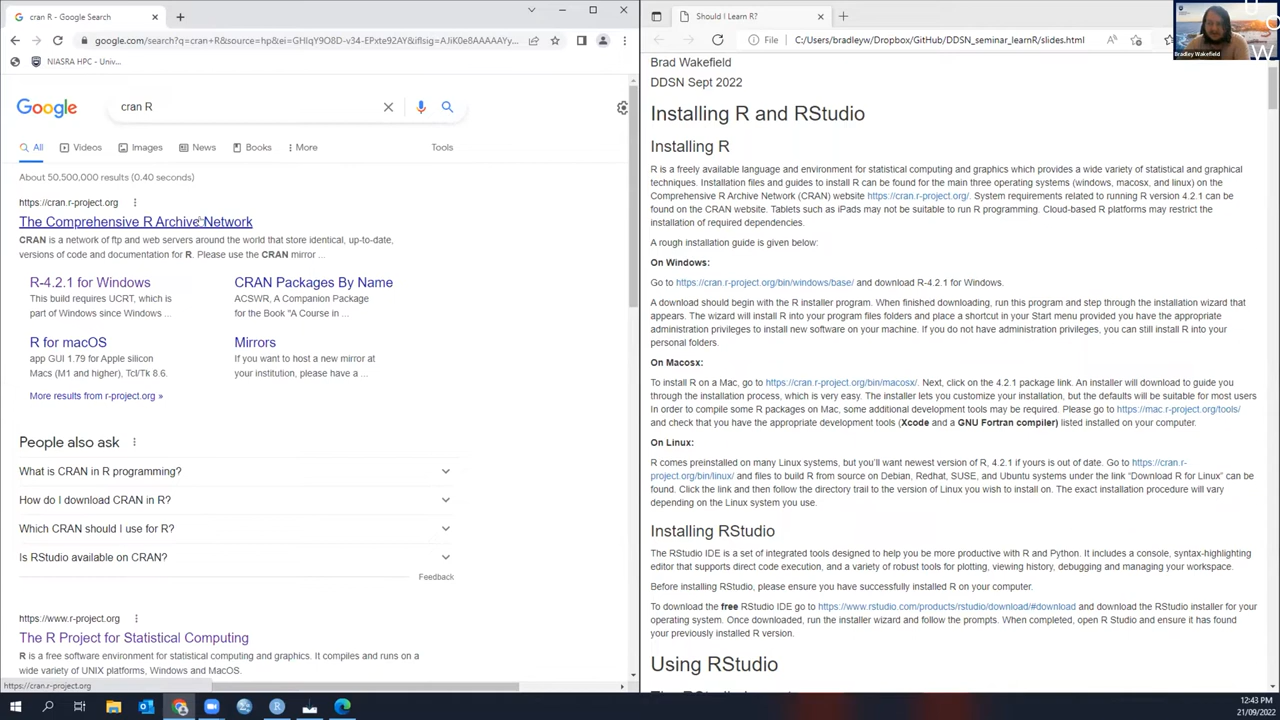 cran R - Google Search
google.com/search?q=cran+R&source=hp&ei=GHIqY9O8D-v34-EPxte92AY&iflsig=AJiK0e8AAAAAYy...
NIASRA HPC - Univ...
Google
cran R
All
Videos
Images
News
Books
More
Tools
About 50,500,000 results (0.40 seconds)
https://cran.r-project.org
The Comprehensive R Archive Network
CRAN is a network of ftp and web servers around the world that store identical, up-to-date,
versions of code and documentation for R. Please use the CRAN mirror ...
R-4.2.1 for Windows
This build requires UCRT, which is
part of Windows since Windows ...
CRAN Packages By Name
ACSWR, A Companion Package
for the Book "A Course in ...
R for macOS
app GUI 1.79 for Apple silicon
Macs (M1 and higher), Tcl/Tk 8.6.
Mirrors
If you want to host a new mirror at
your institution, please have a ...
More results from r-project.org »
People also ask
What is CRAN in R programming?
How do I download CRAN in R?
Which CRAN should I use for R?
Is RStudio available on CRAN?
Feedback
https://www.r-project.org
The R Project for Statistical Computing
R is a free software environment for statistical computing and graphics. It compiles and runs on a
wide variety of UNIX platforms, Windows and MacOS.
https://cran.r-project.org
Should I Learn R?
File
C:/Users/bradleyw/Dropbox/GitHub/DDSN_seminar_learnR/slides.html
Bradley Wakefield
Brad Wakefield
DDSN Sept 2022
Installing R and RStudio
Installing R
R is a freely available language and environment for statistical computing and graphics which provides a wide variety of statistical and graphical
techniques. Installation files and guides to install R can be found for the main three operating systems (windows, macosx, and linux) on the
Comprehensive R Archive Network (CRAN) website https://cran.r-project.org/. System requirements related to running R version 4.2.1 can be
found on the CRAN website. Tablets such as iPads may not be suitable to run R programming. Cloud-based R platforms may restrict the
installation of required dependencies.
A rough installation guide is given below:
On Windows:
Go to https://cran.r-project.org/bin/windows/base/ and download R-4.2.1 for Windows.
A download should begin with the R installer program. When finished downloading, run this program and step through the installation wizard that
appears. The wizard will install R into your program files folders and place a shortcut in your Start menu provided you have the appropriate
administration privileges to install new software on your machine. If you do not have administration privileges, you can still install R into your
personal folders.
On Macosx:
To install R on a Mac, go to https://cran.r-project.org/bin/macosx/. Next, click on the 4.2.1 package link. An installer will download to guide you
through the installation process, which is very easy. The installer lets you customize your installation, but the defaults will be suitable for most users
In order to compile some R packages on Mac, some additional development tools may be required. Please go to https://mac.r-project.org/tools/
and check that you have the appropriate development tools (Xcode and a GNU Fortran compiler) listed installed on your computer.
On Linux:
R comes preinstalled on many Linux systems, but you'll want newest version of R, 4.2.1 if yours is out of date. Go to https://cran.r-
project.org/bin/linux/ and files to build R from source on Debian, Redhat, SUSE, and Ubuntu systems under the link "Download R for Linux" can be
found. Click the link and then follow the directory trail to the version of Linux you wish to install on. The exact installation procedure will vary
depending on the Linux system you use.
Installing RStudio
The RStudio IDE is a set of integrated tools designed to help you be more productive with R and Python. It includes a console, syntax-highlighting
editor that supports direct code execution, and a variety of robust tools for plotting, viewing history, debugging and managing your workspace.
Before installing RStudio, please ensure you have successfully installed R on your computer.
To download the free RStudio IDE go to https://www.rstudio.com/products/rstudio/download/#download and download the RStudio installer for your
operating system. Once downloaded, run the installer wizard and follow the prompts. When completed, open R Studio and ensure it has found
your previously installed R version.
Using RStudio
12:43 PM
21/09/2022